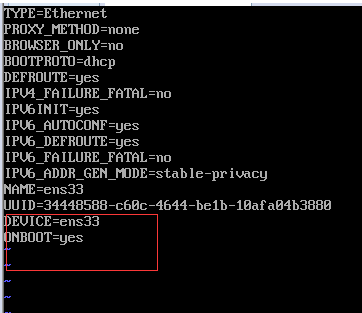 TYPE=Ethernet
PROXY_METHOD=none
BROWSER_ONLY=no
BOOTPROTO=dhcp
DEFROUTE=yes
IPV4_FAILURE_FATAL=no
IPV6INIT=yes
IPV6_AUTOCONF=yes
IPV6_DEFROUTE=yes
IPV6_FAILURE_FATAL=no
IPV6_ADDR_GEN_MODE=stable-privacy
NAME=ens33
UUID=34448588-c60c-4644-be1b-10afa04b3880
DEVICE=ens33
ONBOOT=yes
~
~
~
~
~